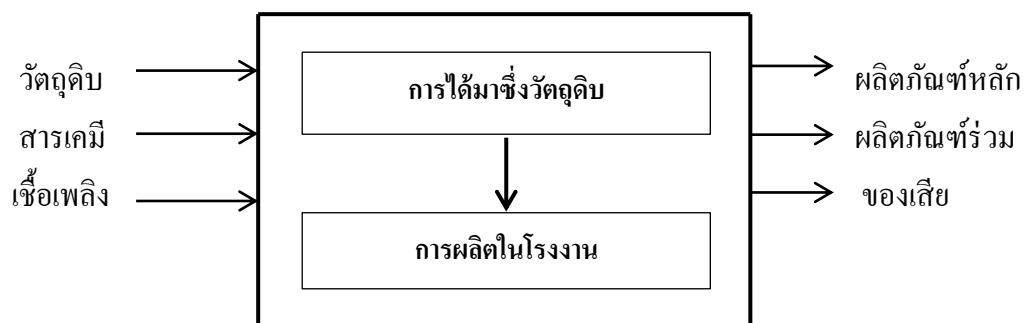 วัตถุดิบ
สารเคมี
เชื้อเพลิง
การได้มาซึ่งวัตถุดิบ
การผลิตในโรงงาน
ผลิตภัณฑ์หลัก
ผลิตภัณฑ์ร่วม
ของเสีย